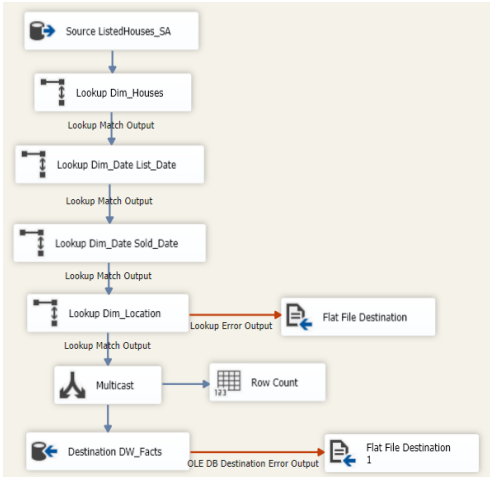 Source ListedHouses_SA
Lookup Dim_Houses
Lookup Match Output
Lookup Dim_Date List_Date
Lookup Match Output
Lookup Dim_Date Sold_Date
Lookup Match Output
Lookup Dim_Location
Lookup Error Output
Flat File Destination
Lookup Match Output
Multicast
123
Row Count
Destination DW_Facts
OLE DB Destination Error Output
Flat File Destination
1